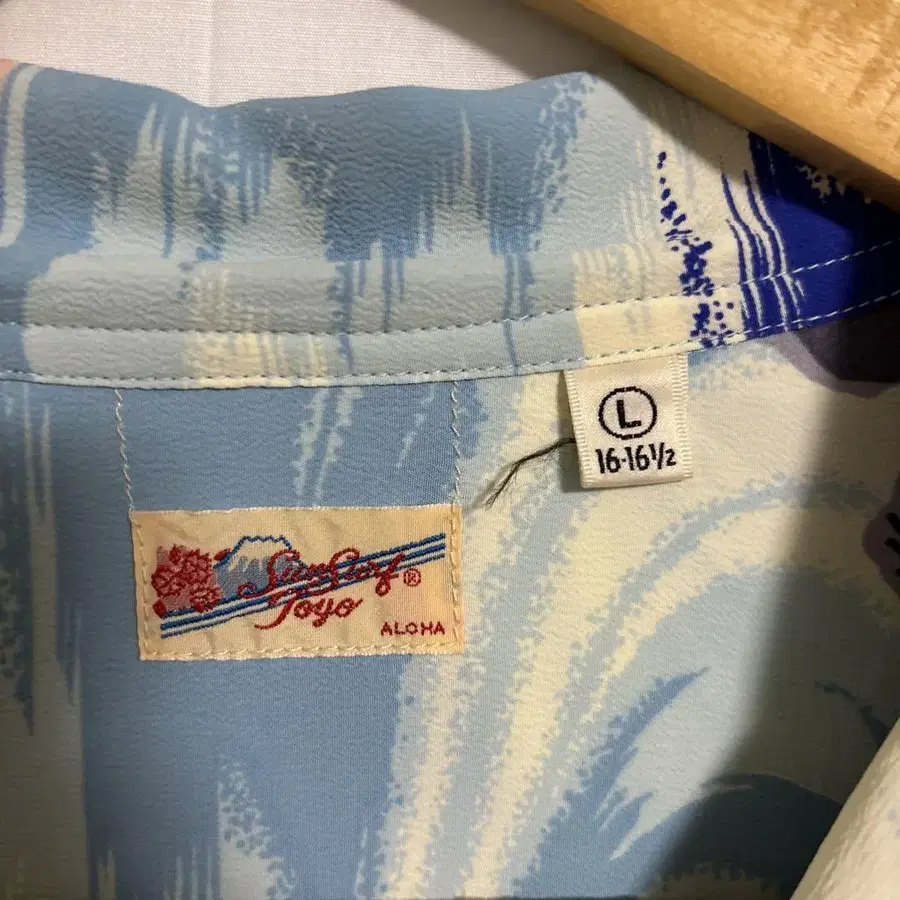 Sun Surf®
Toyo
ALOHA
L
16-16½